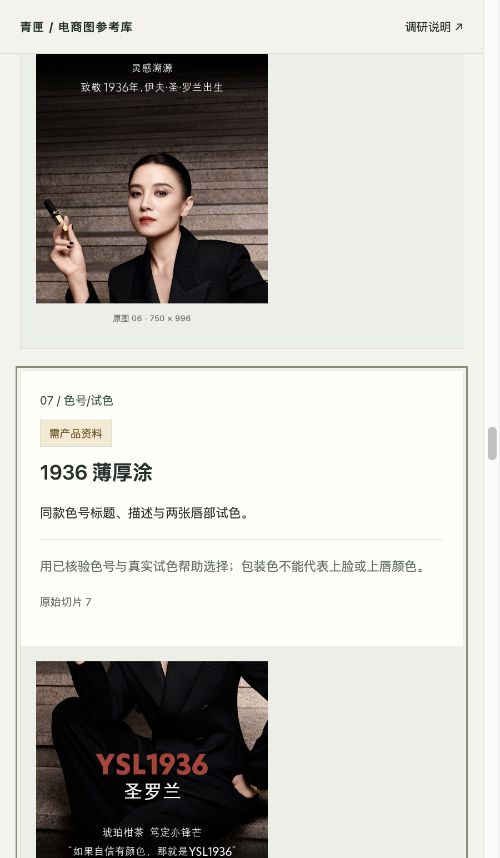 青匣 / 电商图参考库
调研说明 ↗
灵感溯源
致敬1936年,伊夫·圣·罗兰出生
原图 06 · 750 × 996
07 / 色号/试色
需产品资料
1936 薄厚涂
同款色号标题、描述与两张唇部试色。
用已核验色号与真实试色帮助选择；包装色不能代表上脸或上唇颜色。
原始切片 7
YSL1936
圣罗兰
琥珀柑茶 笃定亦锋芒
“如果自信有颜色，那就是YSL1936”